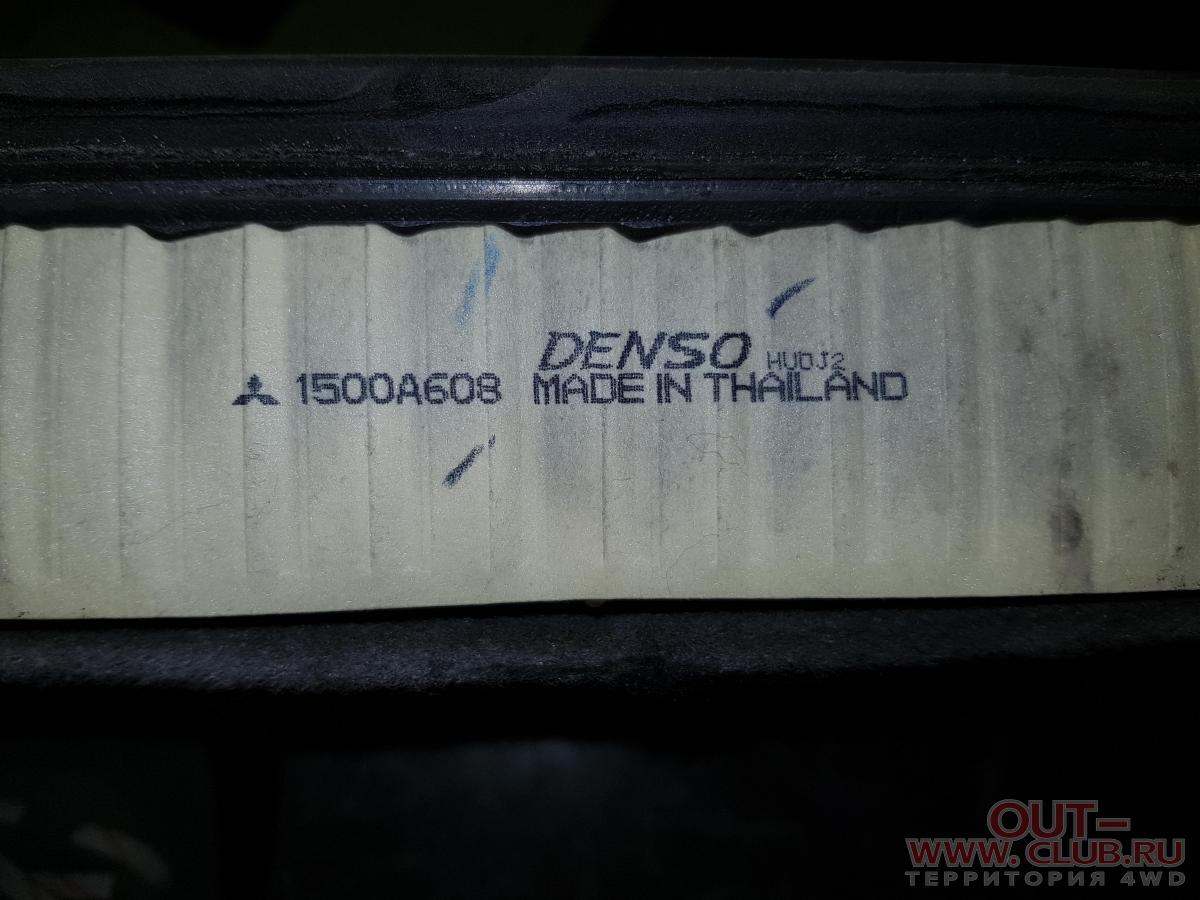 DENSO HUDJ2
1500A608 MADE IN THAILAND
OUT-
WWW.CLUB.RU
ТЕРРИТОРИЯ 4WD